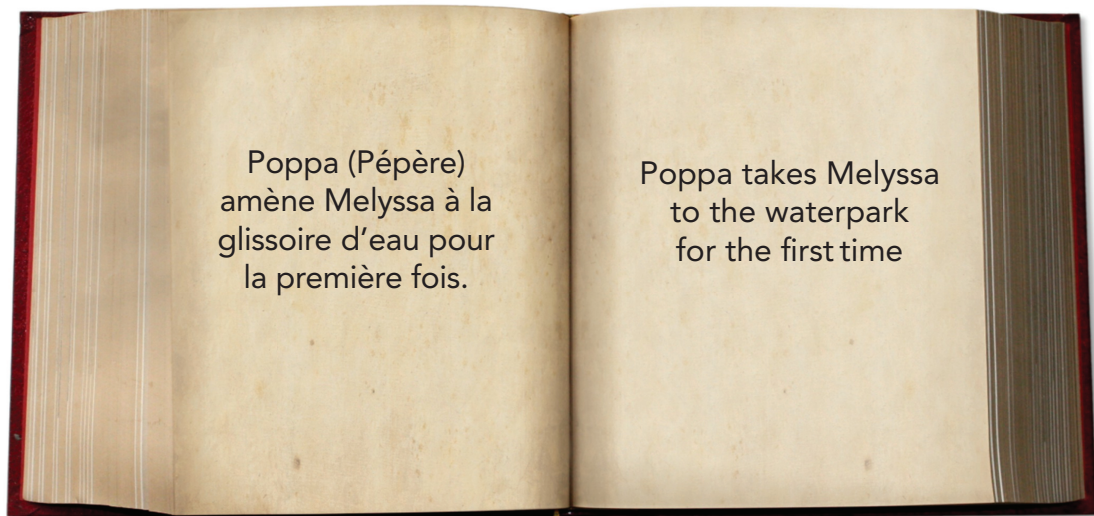 Poppa (Pépère)
amène Melyssa à la
glissoire d’eau pour
la première fois.
Poppa takes Melyssa
to the waterpark
for the first time